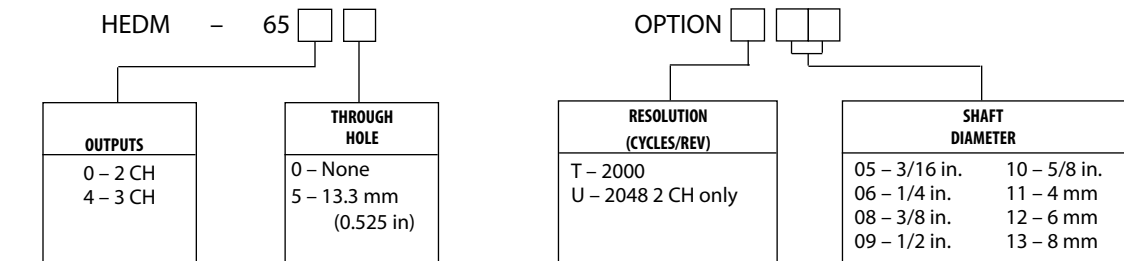 HEDM – 65
OPTION
OUTPUTS
0 – 2 CH
4 – 3 CH
THROUGH
HOLE
0 – None
5 – 13.3 mm
(0.525 in)
RESOLUTION
(CYCLES/REV)
T – 2000
U – 2048 2 CH only
SHAFT
DIAMETER
05 – 3/16 in. 10 – 5/8 in.
06 – 1/4 in. 11 – 4 mm
08 – 3/8 in. 12 – 6 mm
09 – 1/2 in. 13 – 8 mm